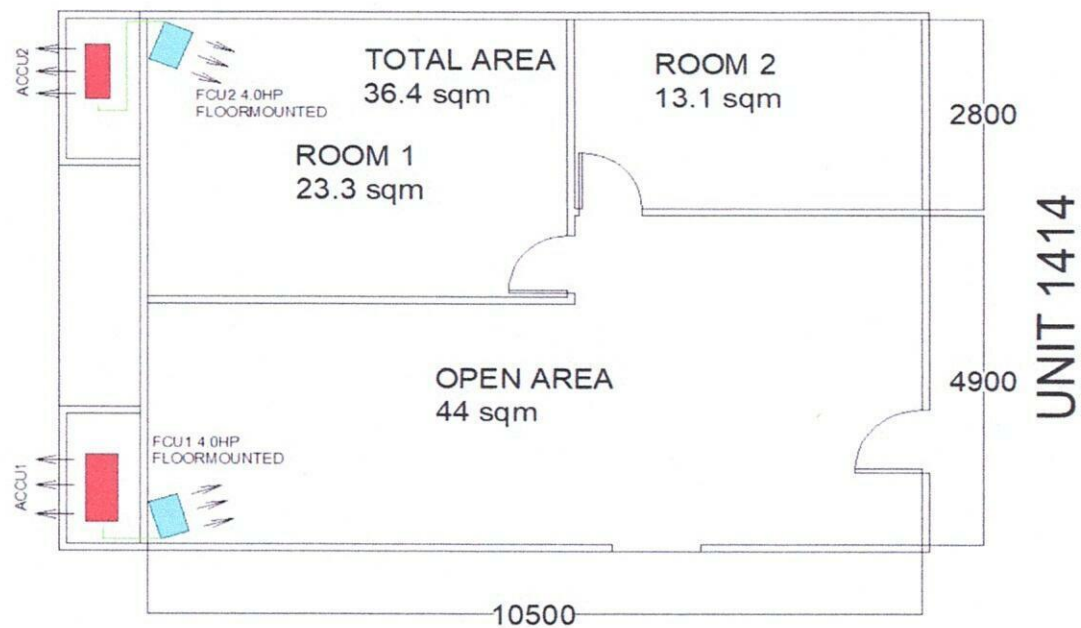 ACCU2
FCU2 4.0HP
FLOORMOUNTED
TOTAL AREA
36.4 sqm
ROOM 1
23.3 sqm
ROOM 2
13.1 sqm
2800
UNIT 1414
OPEN AREA
44 sqm
4900
ACCU1
FCU1 4.0HP
FLOORMOUNTED
10500